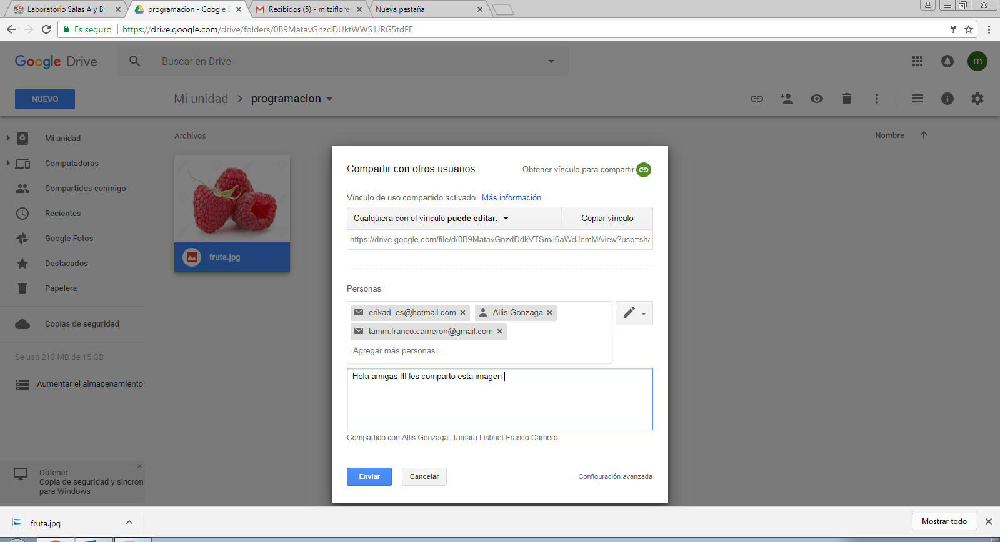 Laboratorio Salas A y B
programacion - Google D
Recibidos (5) - mitziflores
Nueva pestaña
Es seguro
https://drive.google.com/drive/folders/0B9MatavGnzdDUktWWS1JRG5tdFE
Google Drive
Buscar en Drive
m
NUEVO
Mi unidad
programacion
Mi unidad
Computadoras
Compartidos conmigo
Recientes
Google Fotos
Destacados
Papelera
Copias de seguridad
Se usó 213 MB de 15 GB
Aumentar el almacenamiento
Obtener
Copia de seguridad y sincroni
para Windows
Archivos
Nombre
fruta.jpg
Compartir con otros usuarios
Obtener vínculo para compartir
Vínculo de uso compartido activado Más información
Cualquiera con el vínculo puede editar.
Copiar vínculo
https://drive.google.com/file/d/0B9MatavGnzdDdkVTSmJ6aWdJemM/view?usp=sha
Personas
erikad_es@hotmail.com
Allis Gonzaga
tamm.franco.cameron@gmail.com
Agregar más personas...
Hola amigas !!! les comparto esta imagen
Compartido con Allis Gonzaga, Tamara Lisbhet Franco Camero
Enviar
Cancelar
Configuración avanzada
fruta.jpg
Mostrar todo